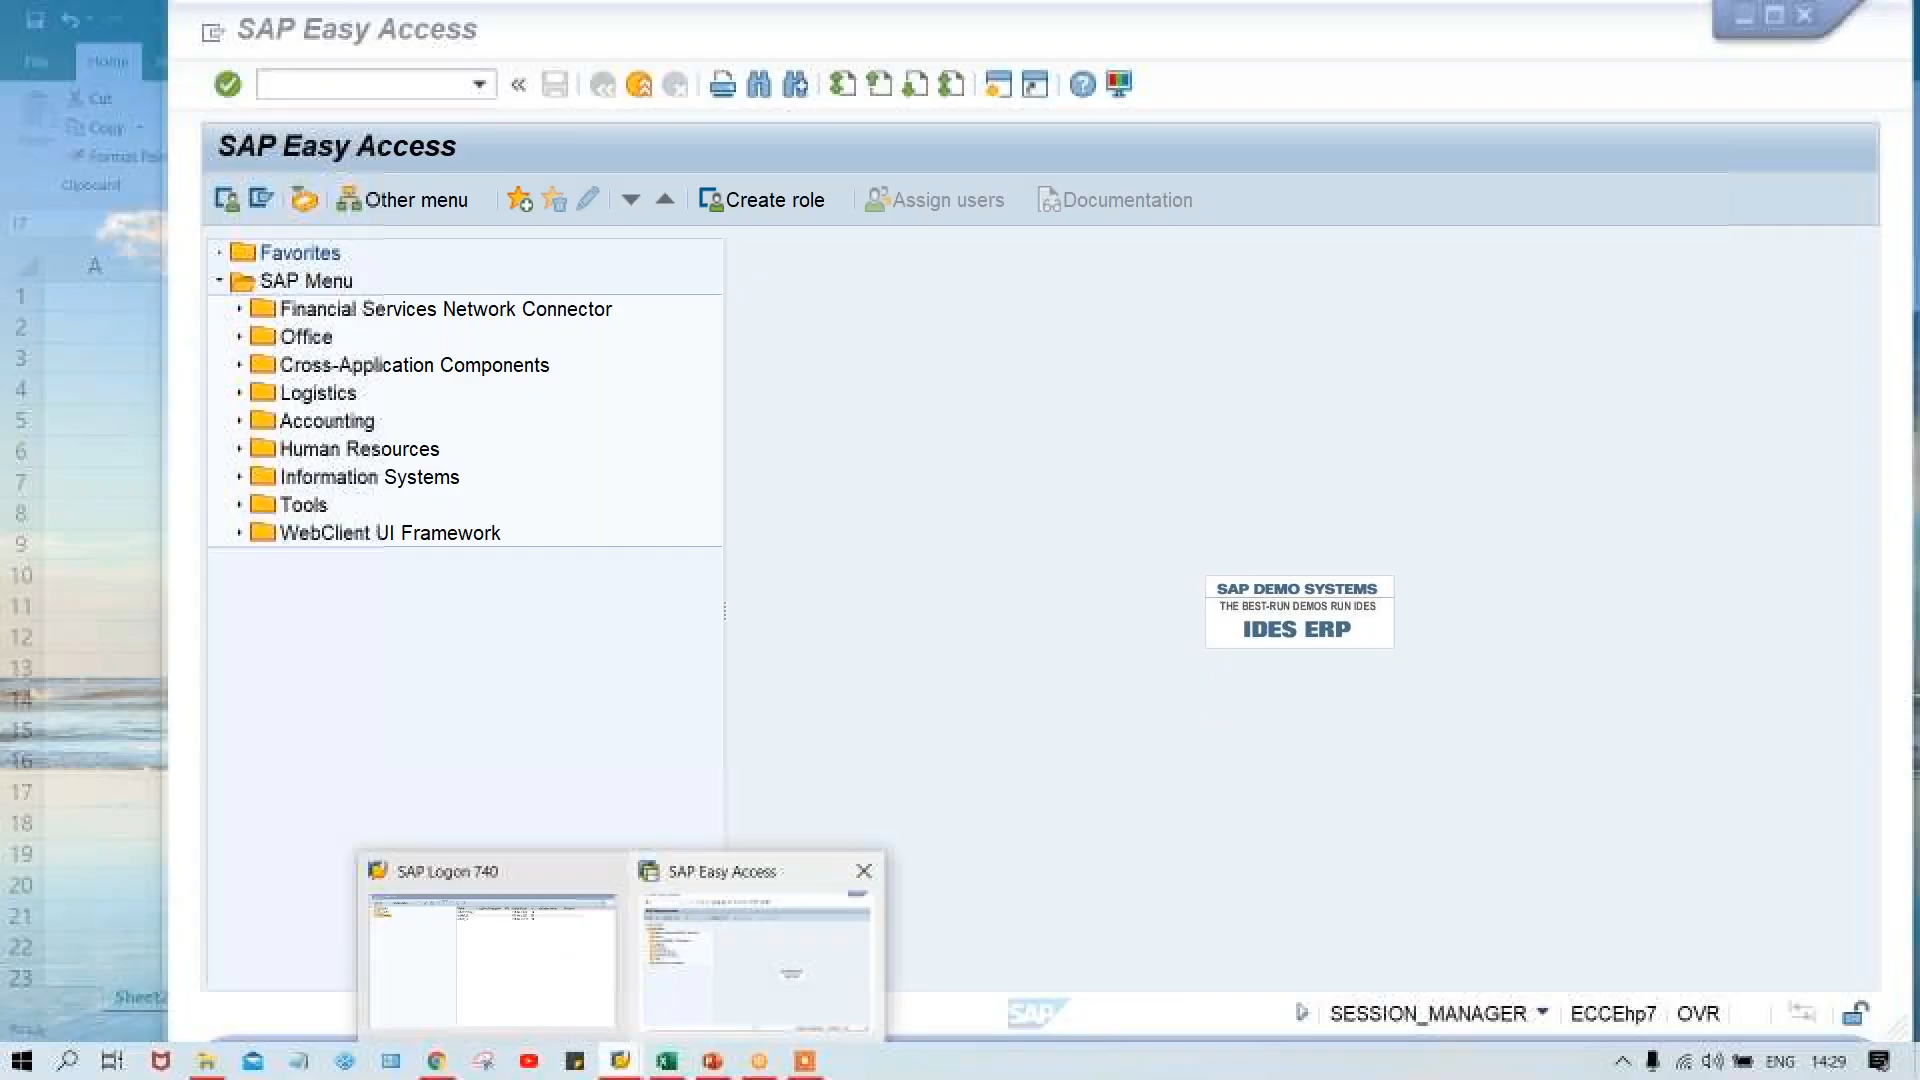 SAP Easy Access
File
Home
Cut
Copy
Clipboard
SAP Easy Access
Other menu
Create role
Assign users
Documentation
Favorites
SAP Menu
Financial Services Network Connector
Office
Cross-Application Components
Logistics
Accounting
Human Resources
Information Systems
Tools
WebClient UI Framework
A
1
2
3
4
5
6
7
8
9
10
11
12
13
14
15
16
17
18
19
20
21
22
23
SAP DEMO SYSTEMS
THE BEST-RUN DEMOS RUN IDES
IDES ERP
SAP Logon 740
SAP Easy Access
SAP
SESSION_MANAGER
ECCEhp7
OVR
ENG
14:29